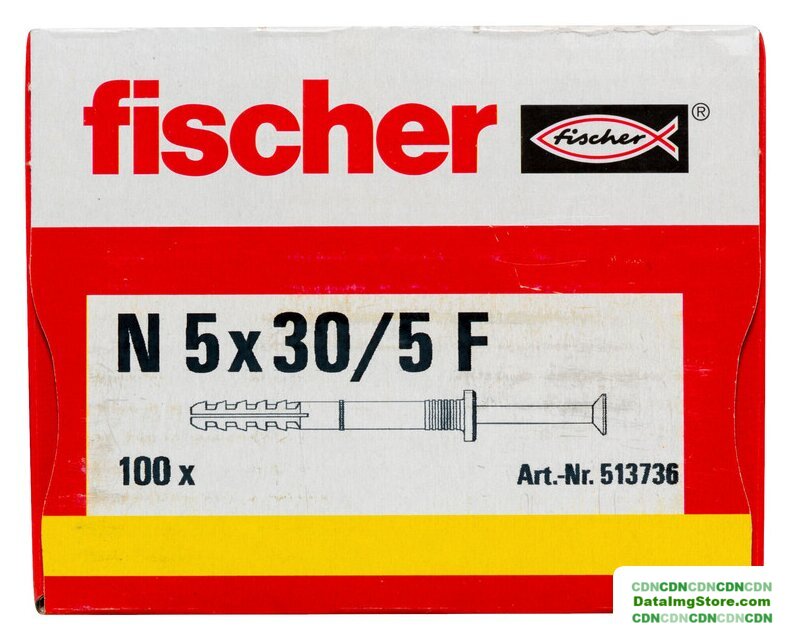 fischer
fischer ®
N 5x30/5 F
100 x
Art.-Nr. 513736
CDNCDNCDNCDNCDN
DataImgStore.com
CDNCDNCDNCDNCDN